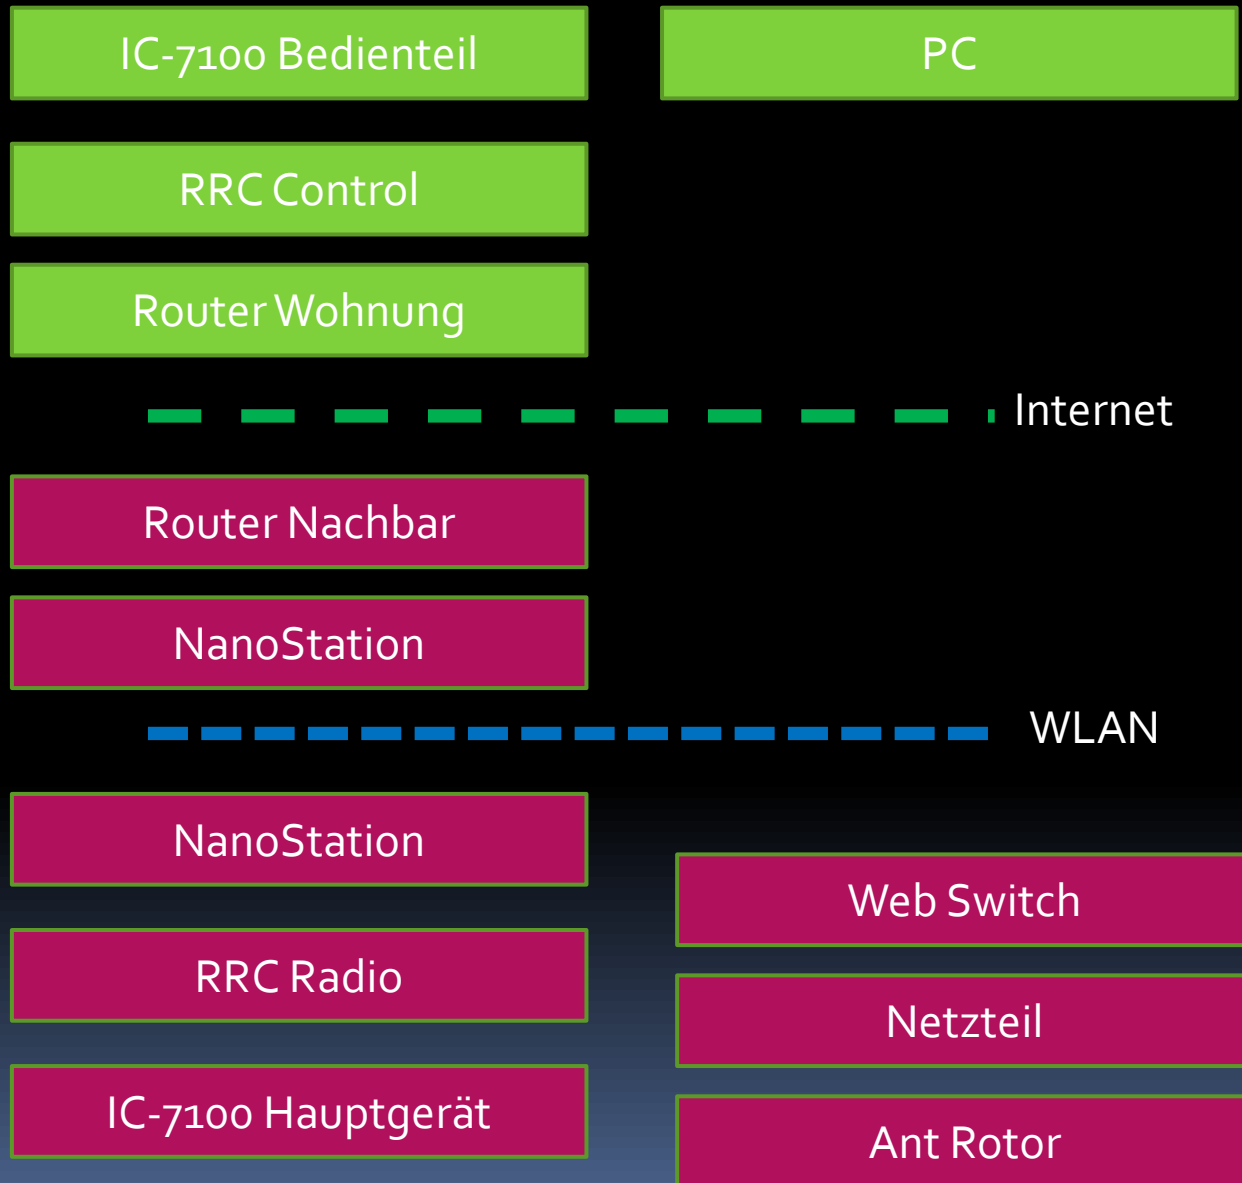 IC-7100 Bedienteil
PC
RRC Control
Router Wohnung
Internet
Router Nachbar
NanoStation
WLAN
NanoStation
Web Switch
RRC Radio
Netzteil
IC-7100 Hauptgerät
Ant Rotor